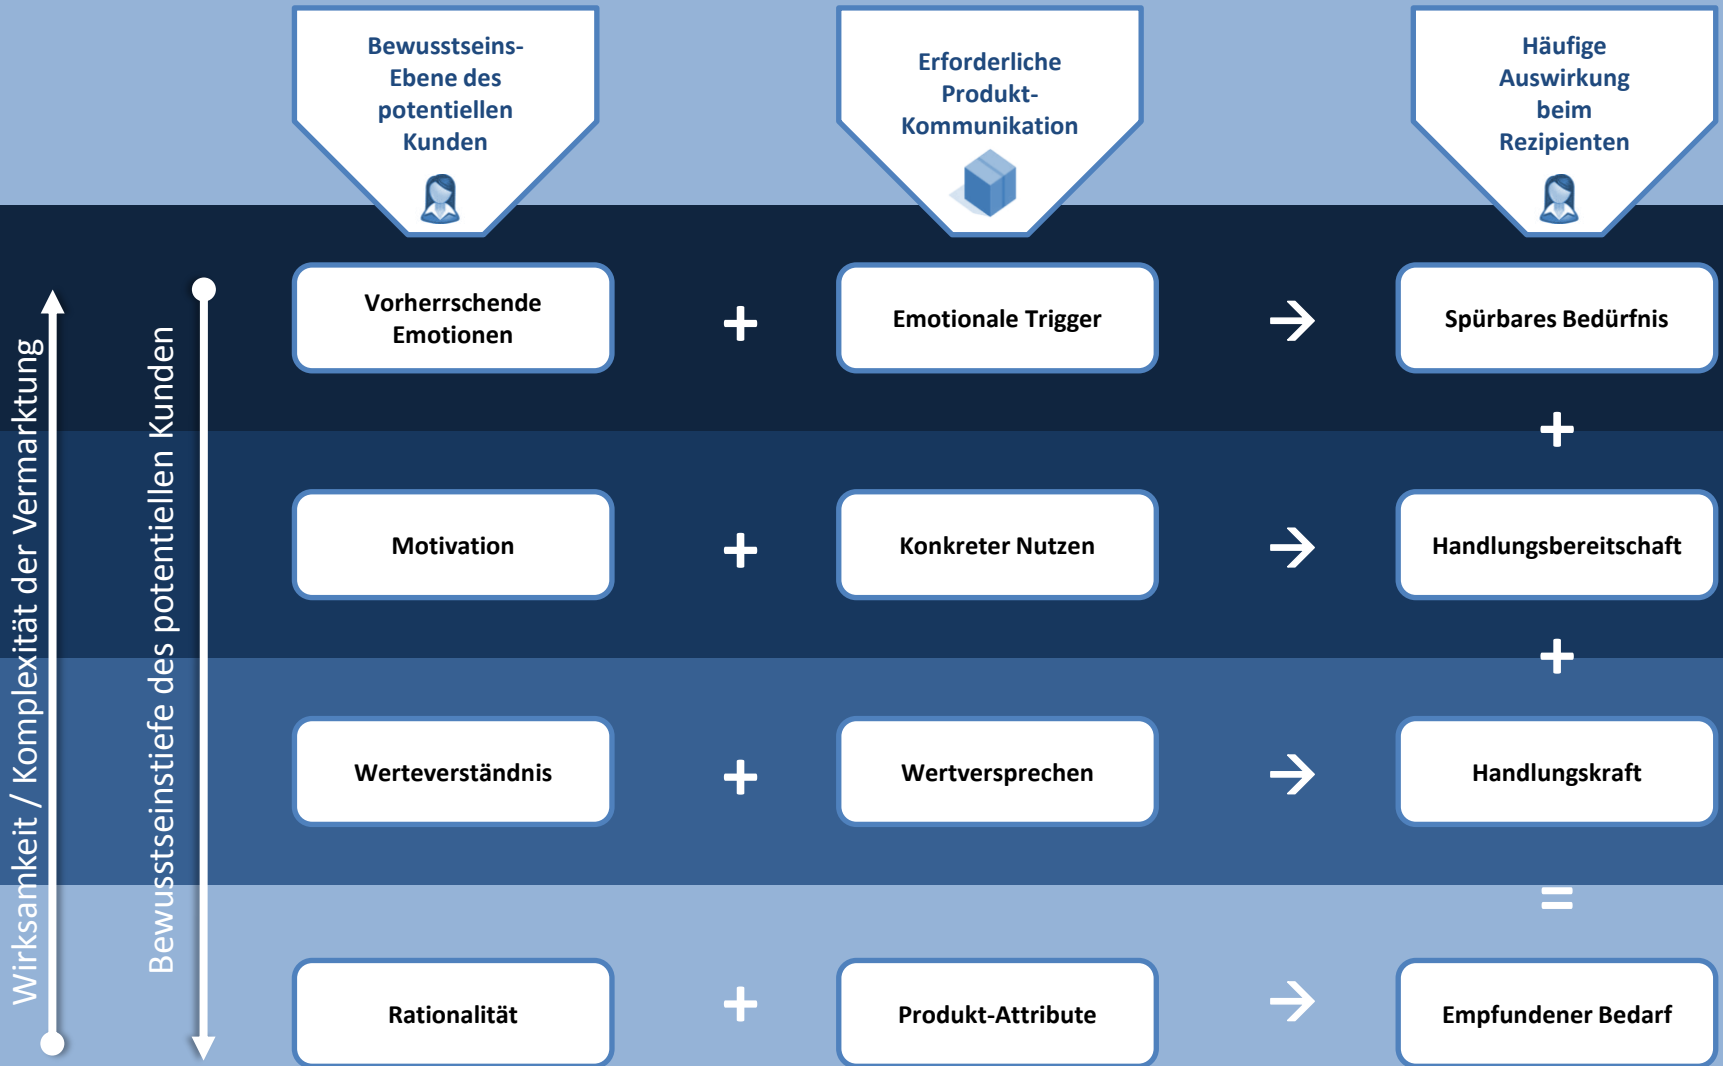 Bewusstseins-
Ebene des
potentiellen
Kunden
Erforderliche
Produkt-
Kommunikation
Häufige
Auswirkung
beim
Rezipienten
Wirksamkeit / Komplexität der Vermarktung
Bewusstseinstiefe des potentiellen Kunden
Vorherrschende
Emotionen
+
Emotionale Trigger
→
Spürbares Bedürfnis
+
Motivation
+
Konkreter Nutzen
→
Handlungsbereitschaft
+
Werteverständnis
+
Wertversprechen
→
Handlungskraft
=
Rationalität
+
Produkt-Attribute
→
Empfundener Bedarf